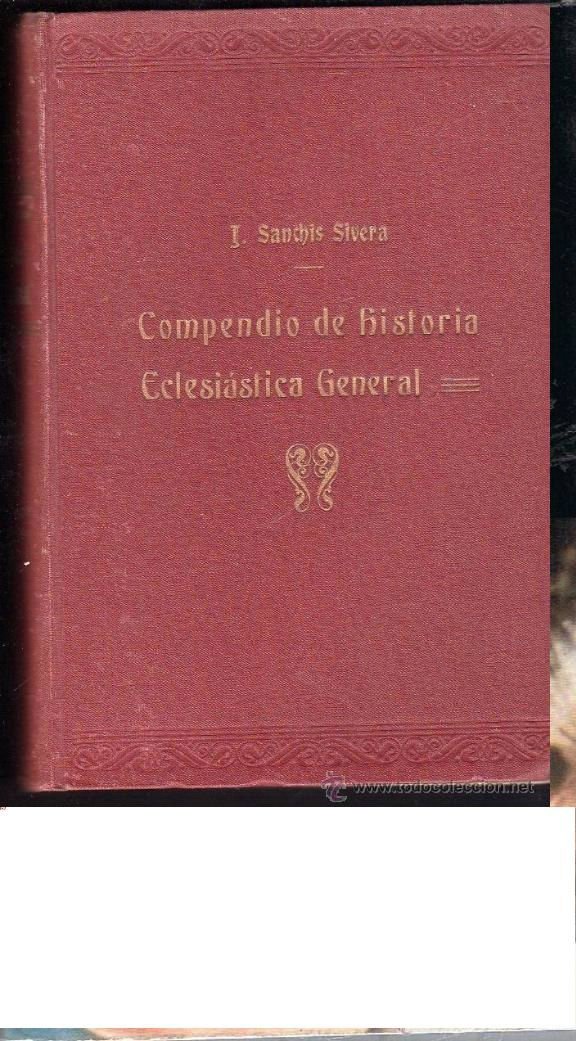 J. Sanchis Sivera
Compendio de Historia
Eclesiástica General
www.todocoleccion.net